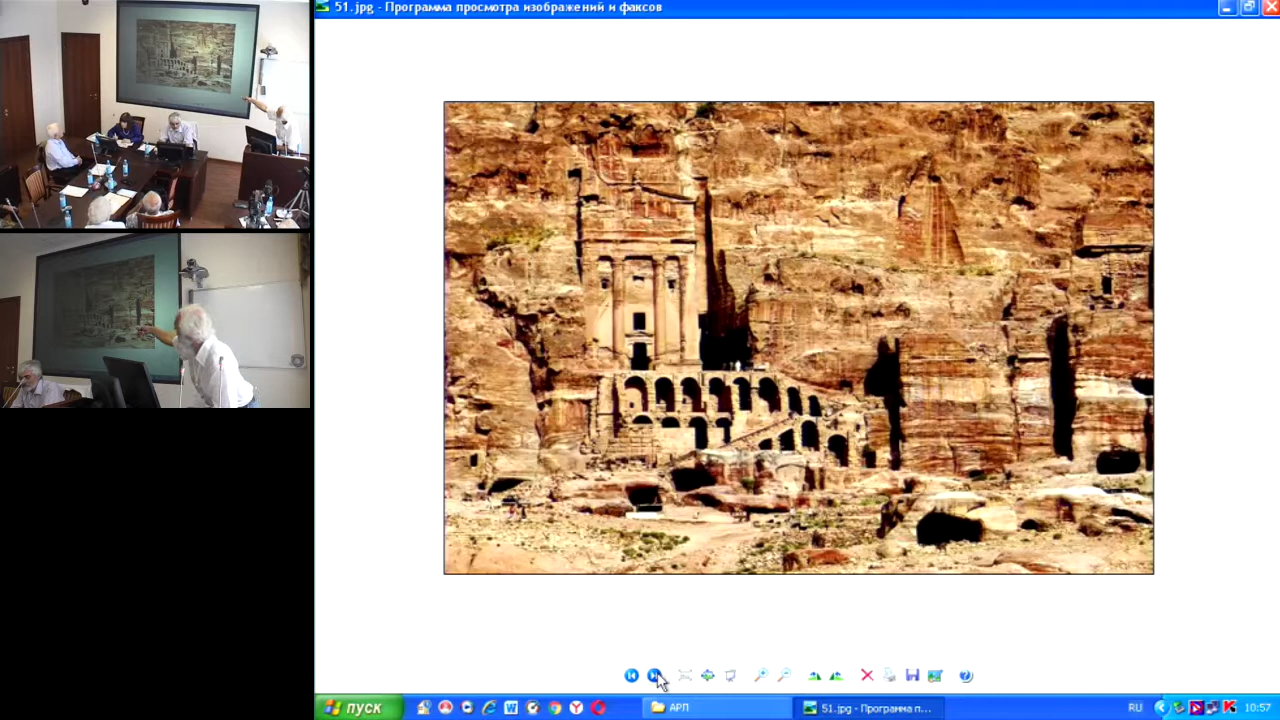 51.jpg - Программа просмотра изображений и факсов
пуск
АРП
51.jpg - Программа п...
RU
10:57